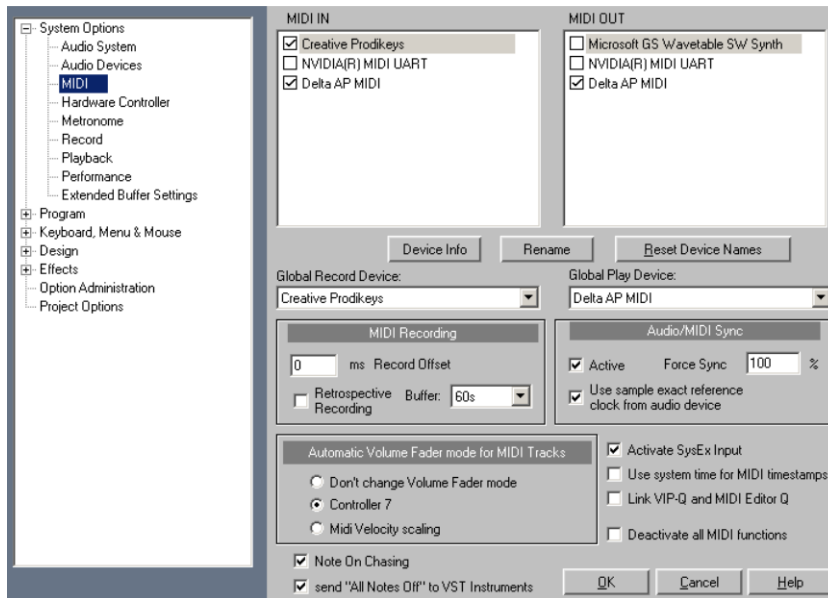 System Options
Audio System
Audio Devices
MIDI
Hardware Controller
Metronome
Record
Playback
Performance
Extended Buffer Settings
Program
Keyboard, Menu & Mouse
Design
Effects
Option Administration
Project Options
MIDI IN
Creative Prodikeys
NVIDIA(R) MIDI UART
Delta AP MIDI
MIDI OUT
Microsoft GS Wavetable SW Synth
NVIDIA(R) MIDI UART
Delta AP MIDI
Device Info
Rename
Reset Device Names
Global Record Device:
Creative Prodikeys
Global Play Device:
Delta AP MIDI
MIDI Recording
0 ms Record Offset
Retrospective Recording Buffer: 60s
Audio/MIDI Sync
Active Force Sync 100 %
Use sample exact reference
clock from audio device
Automatic Volume Fader mode for MIDI Tracks
Don't change Volume Fader mode
Controller 7
Midi Velocity scaling
Activate SysEx Input
Use system time for MIDI timestamps
Link VIP-Q and MIDI Editor Q
Deactivate all MIDI functions
Note On Chasing
send "All Notes Off" to VST Instruments
OK
Cancel
Help